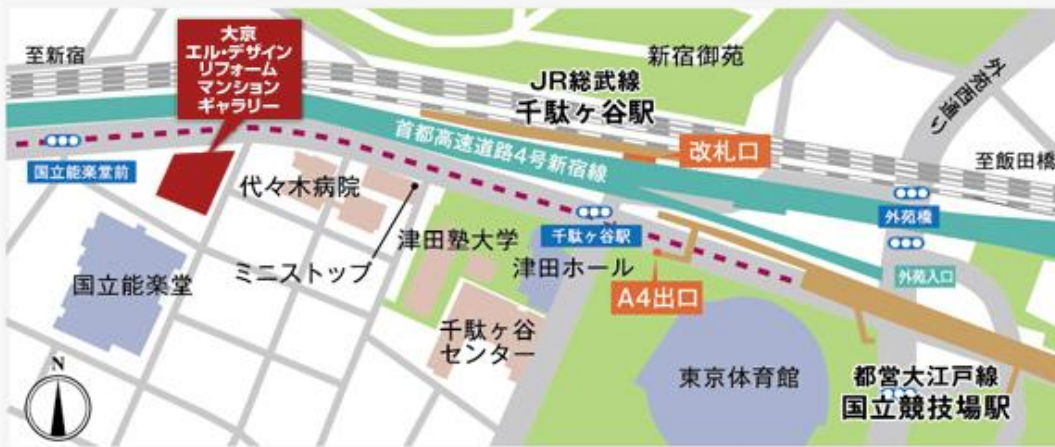 大京
エル・デザイン
リフォーム
マンション
ギャラリー
至新宿
新宿御苑
JR総武線
千駄ヶ谷駅
外苑西通り
首都高速道路4号新宿線
改札口
至飯田橋
国立能楽堂前
代々木病院
外苑橋
千駄ヶ谷駅
津田塾大学
津田ホール
ミニストップ
国立能楽堂
外苑入口
A4出口
千駄ヶ谷
センター
東京体育館
都営大江戸線
国立競技場駅
N